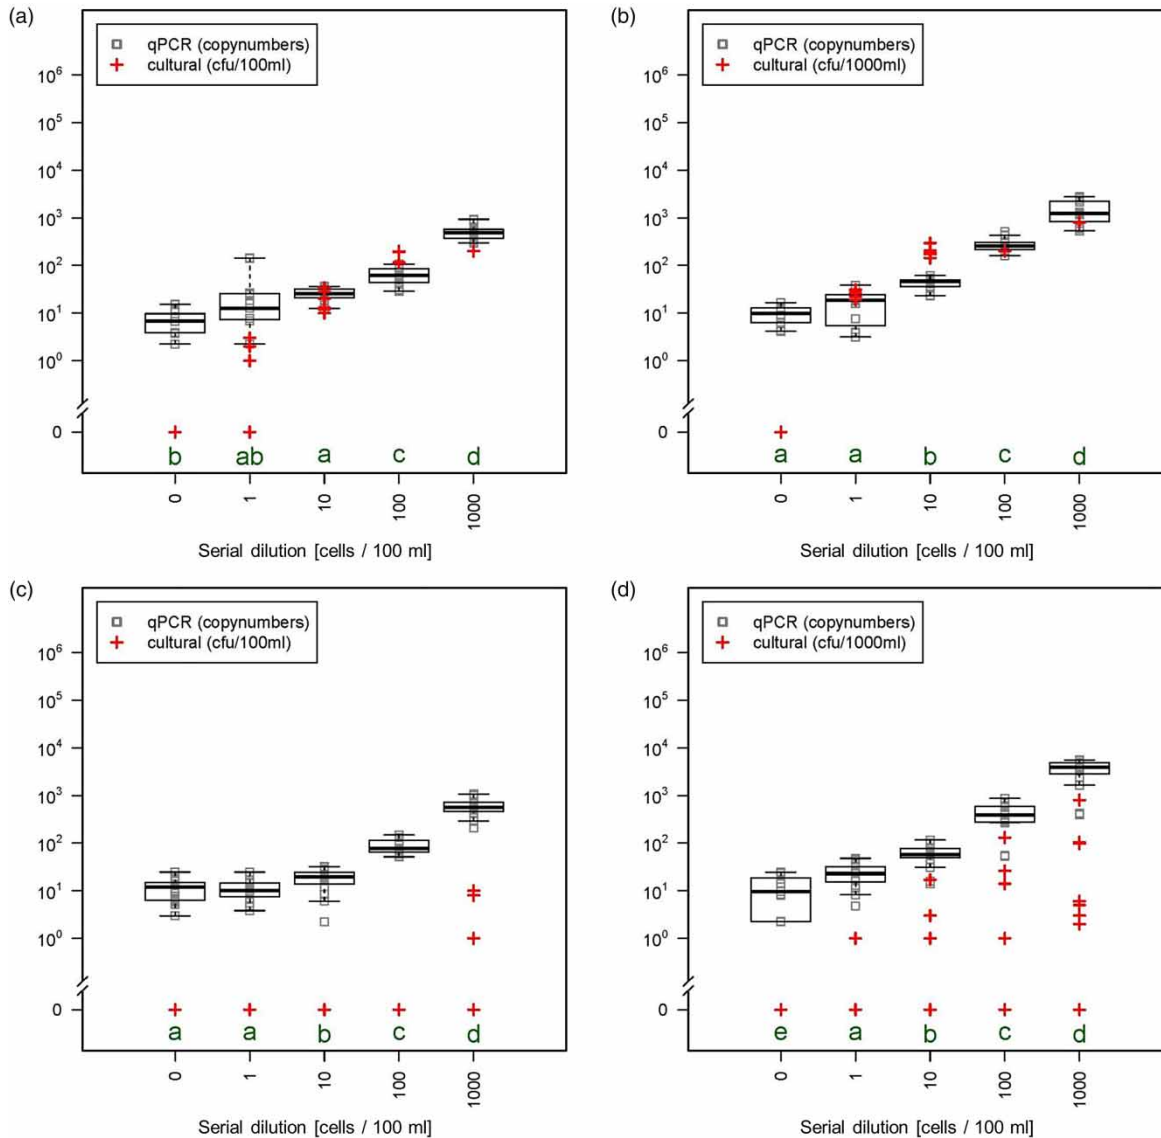 (a)
qPCR (copynumbers)
cultural (cfu/100ml)
10⁶
10⁵
10⁴
10³
10²
10¹
10⁰
0
b ab a c d
0 1 10 100 1000
Serial dilution [cells / 100 ml]
(b)
qPCR (copynumbers)
cultural (cfu/1000ml)
10⁶
10⁵
10⁴
10³
10²
10¹
10⁰
0
a a b c d
0 1 10 100 1000
Serial dilution [cells / 100 ml]
(c)
qPCR (copynumbers)
cultural (cfu/100ml)
10⁶
10⁵
10⁴
10³
10²
10¹
10⁰
0
a a b c d
0 1 10 100 1000
Serial dilution [cells / 100 ml]
(d)
qPCR (copynumbers)
cultural (cfu/1000ml)
10⁶
10⁵
10⁴
10³
10²
10¹
10⁰
0
e a b c d
0 1 10 100 1000
Serial dilution [cells / 100 ml]